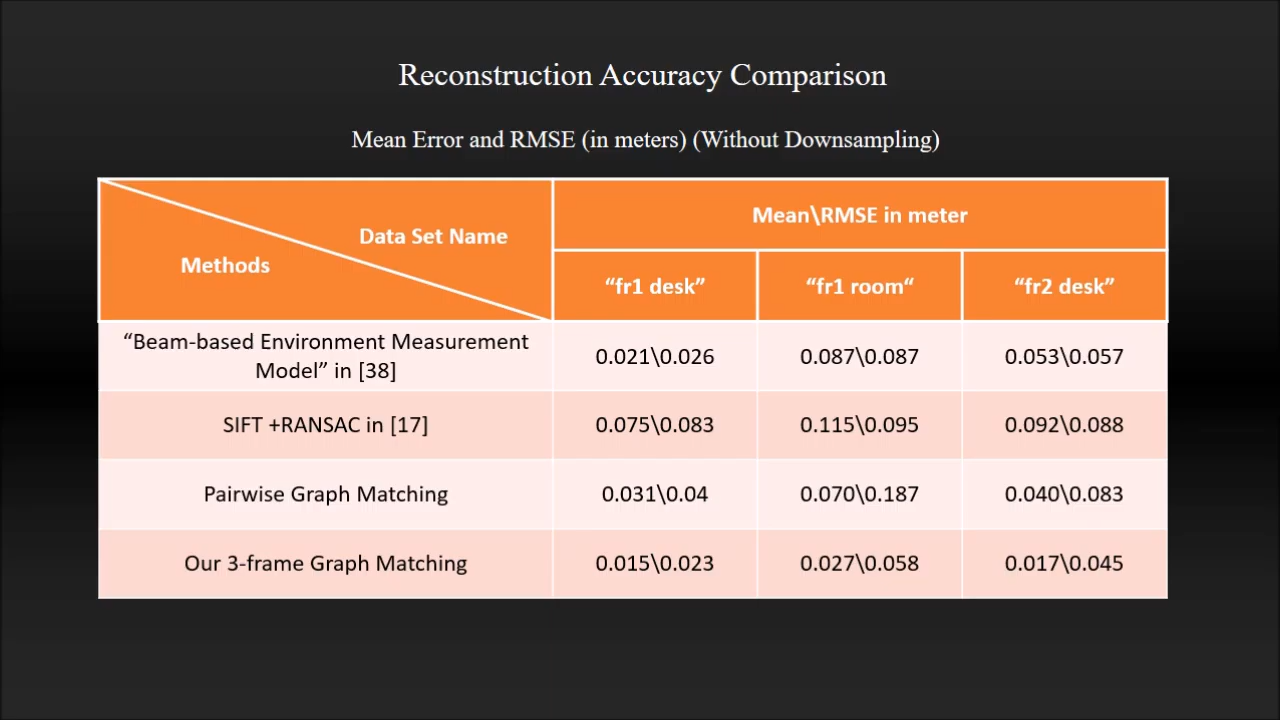 Reconstruction Accuracy Comparison
Mean Error and RMSE (in meters) (Without Downsampling)
Data Set Name
Methods
Mean\RMSE in meter
“fr1 desk”
“fr1 room“
“fr2 desk”
“Beam-based Environment Measurement
Model” in [38]
0.021\0.026
0.087\0.087
0.053\0.057
SIFT +RANSAC in [17]
0.075\0.083
0.115\0.095
0.092\0.088
Pairwise Graph Matching
0.031\0.04
0.070\0.187
0.040\0.083
Our 3-frame Graph Matching
0.015\0.023
0.027\0.058
0.017\0.045